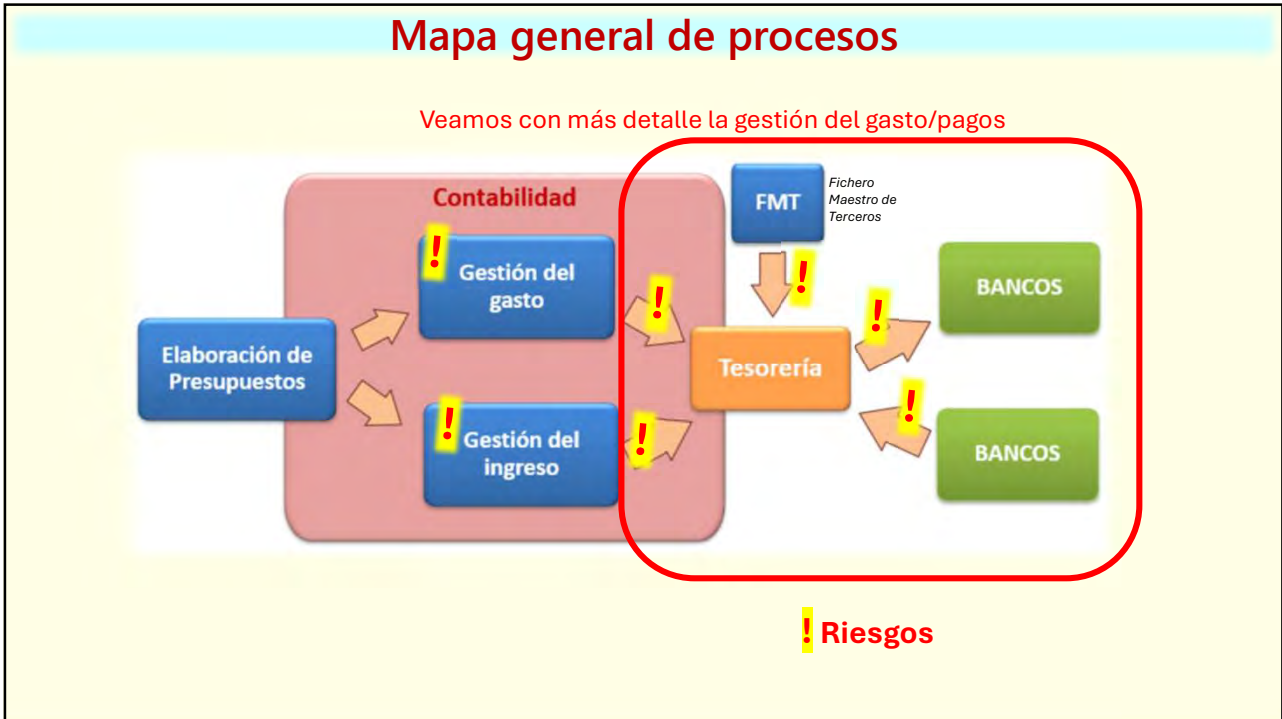 Mapa general de procesos
Veamos con más detalle la gestión del gasto/pagos
Contabilidad
FMT
Fichero
Maestro de
Terceros
!
Gestión del
gasto
!
!
!
BANCOS
Elaboración de
Presupuestos
Tesorería
!
Gestión del
ingreso
!
!
BANCOS
! Riesgos